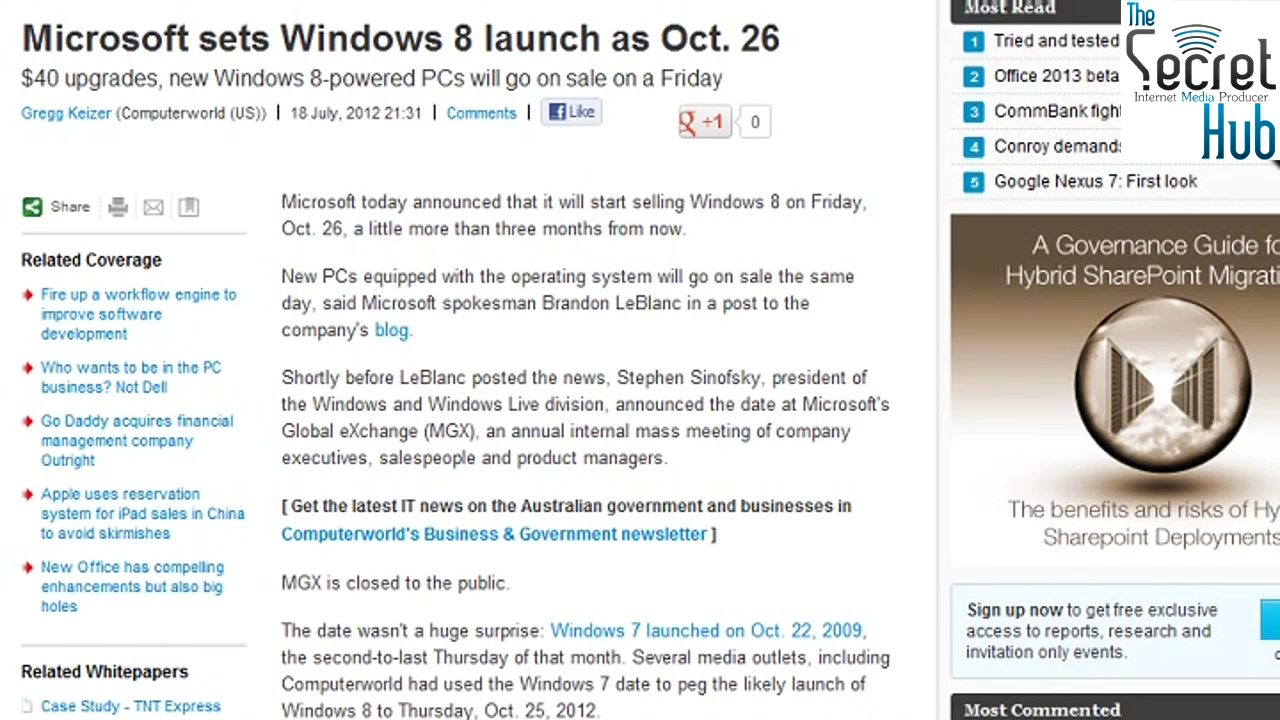 Microsoft sets Windows 8 launch as Oct. 26
$40 upgrades, new Windows 8-powered PCs will go on sale on a Friday
Gregg Keizer (Computerworld (US)) | 18 July, 2012 21:31 | Comments | Like
+1 0
Share
Related Coverage
Fire up a workflow engine to
improve software
development
Who wants to be in the PC
business? Not Dell
Go Daddy acquires financial
management company
Outright
Apple uses reservation
system for iPad sales in China
to avoid skirmishes
New Office has compelling
enhancements but also big
holes
Related Whitepapers
Case Study - TNT Express
Microsoft today announced that it will start selling Windows 8 on Friday,
Oct. 26, a little more than three months from now.
New PCs equipped with the operating system will go on sale the same
day, said Microsoft spokesman Brandon LeBlanc in a post to the
company's blog.
Shortly before LeBlanc posted the news, Stephen Sinofsky, president of
the Windows and Windows Live division, announced the date at Microsoft's
Global eXchange (MGX), an annual internal mass meeting of company
executives, salespeople and product managers.
[ Get the latest IT news on the Australian government and businesses in
Computerworld's Business & Government newsletter ]
MGX is closed to the public.
The date wasn't a huge surprise: Windows 7 launched on Oct. 22, 2009,
the second-to-last Thursday of that month. Several media outlets, including
Computerworld had used the Windows 7 date to peg the likely launch of
Windows 8 to Thursday, Oct. 25, 2012.
Most Read
1 Tried and tested
2 Office 2013 beta
3 CommBank fight
4 Conroy demands
5 Google Nexus 7: First look
The
Secret
Internet Media Producer
Hub
A Governance Guide fo
Hybrid SharePoint Migrati
The benefits and risks of Hy
Sharepoint Deployments
Sign up now to get free exclusive
access to reports, research and
invitation only events.
Most Commented